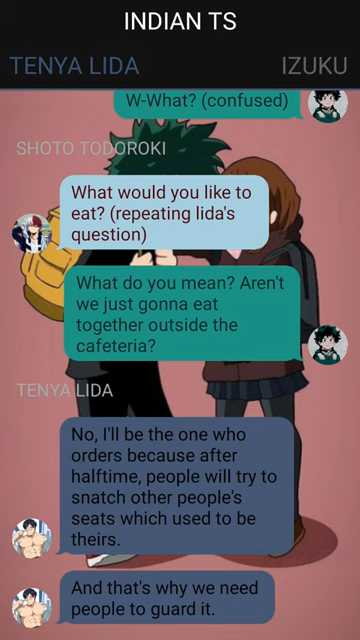 INDIAN TS
TENYA LIDA
IZUKU
W-What? (confused)
SHOTO TODOROKI
What would you like to
eat? (repeating lida's
question)
What do you mean? Aren't
we just gonna eat
together outside the
cafeteria?
TENYA LIDA
No, I'll be the one who
orders because after
halftime, people will try to
snatch other people's
seats which used to be
theirs.
And that's why we need
people to guard it.